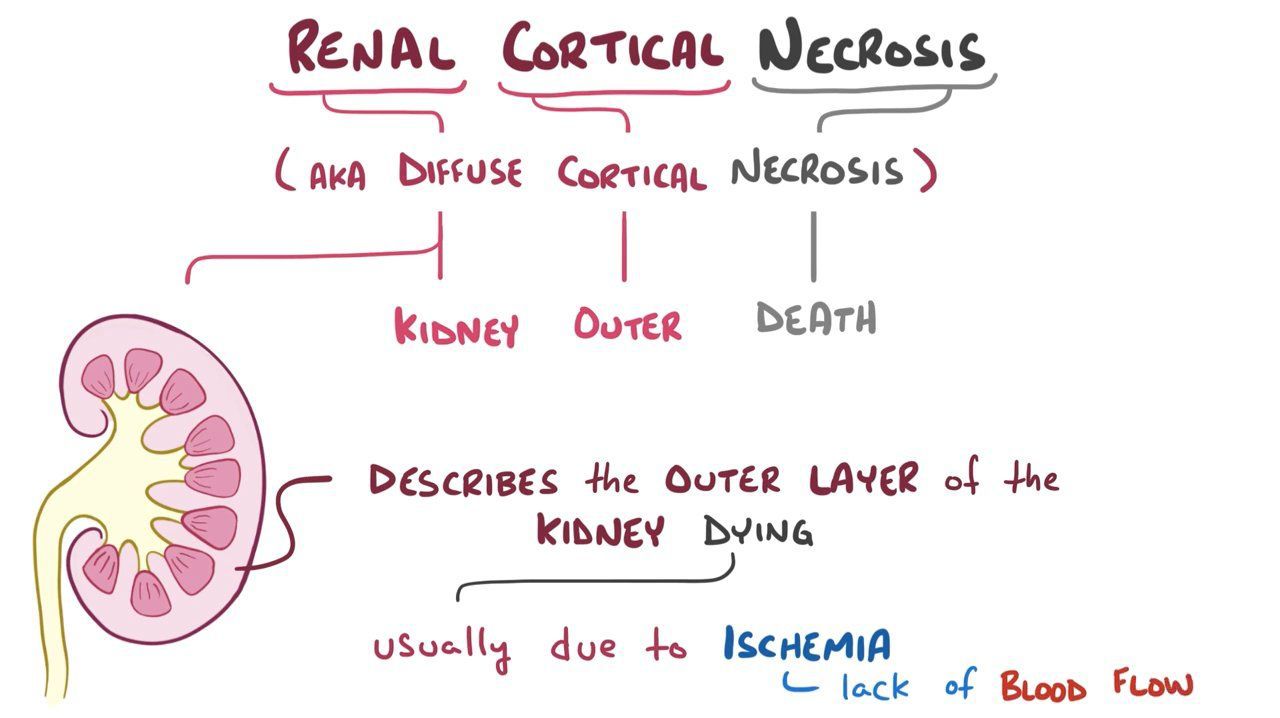 RENAL CORTICAL NECROSIS
(AKA DIFFUSE CORTICAL NECROSIS)
KIDNEY OUTER DEATH
DESCRIBES the OUTER LAYER of the
KIDNEY DYING
usually due to ISCHEMIA
lack of BLOOD FLOW